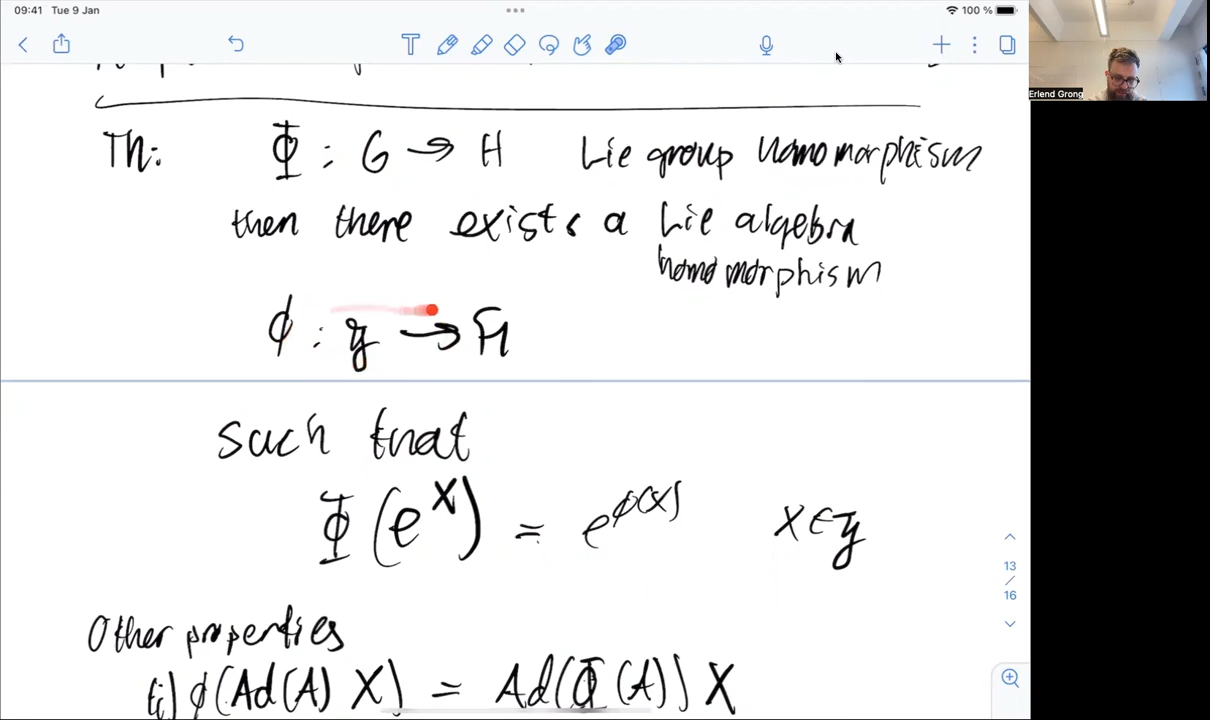 09:41 Tue 9 Jan
100 %
Erlend Grong
Th: Φ : G → H Lie group homomorphism
then there exists a Lie algebra
homomorphism
ϕ : 𝔤 → 𝔥
Such that
Φ(e^X) = e^{ϕ(X)} X ∈ 𝔤
13
/
16
Other properties
(i) ϕ(Ad(A) X) = Ad(Φ(A)) X